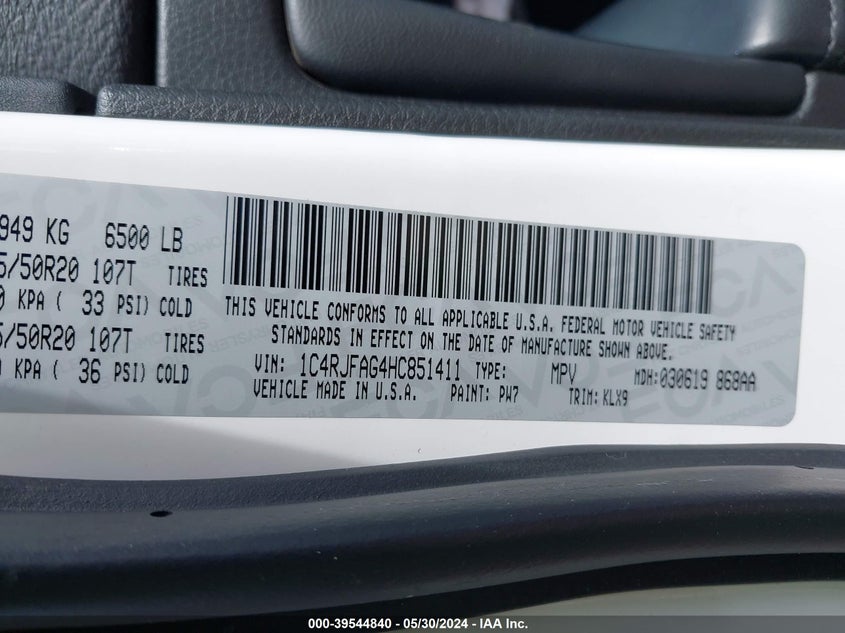 949 KG 6500 LB
5/50R20 107T TIRES
0 KPA ( 33 PSI) COLD
5/50R20 107T TIRES
KPA ( 36 PSI) COLD
THIS VEHICLE CONFORMS TO ALL APPLICABLE U.S.A. FEDERAL MOTOR VEHICLE SAFETY
STANDARDS IN EFFECT ON THE DATE OF MANUFACTURE SHOWN ABOVE.
VIN: 1C4RJFAG4HC851411 TYPE: MPV MDH:030619 868AA
VEHICLE MADE IN U.S.A. PAINT: PW7 TRIM: KLX9
000-39544840 - 05/30/2024 - IAA Inc.